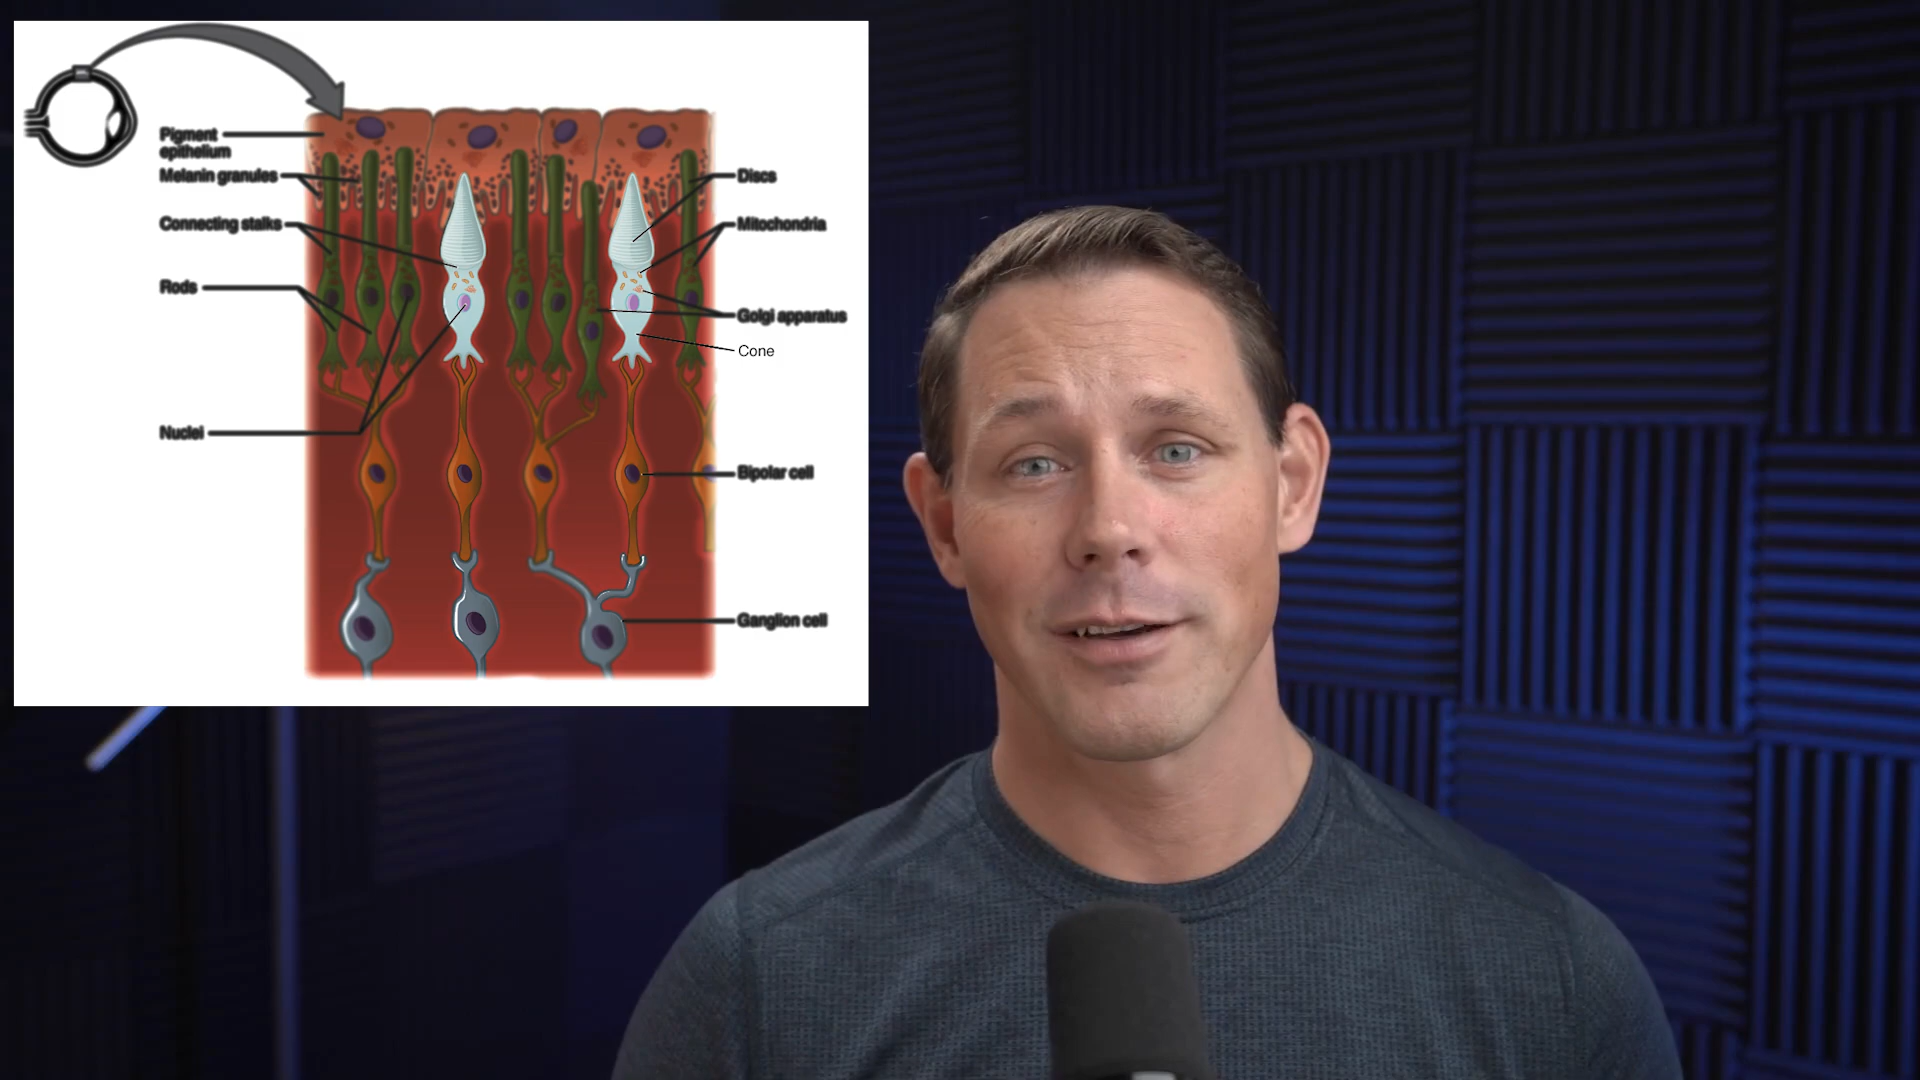 Pigment
epithelium
Melanin granules
Connecting stalks
Rods
Nuclei
Discs
Mitochondria
Golgi apparatus
Cone
Bipolar cell
Ganglion cell